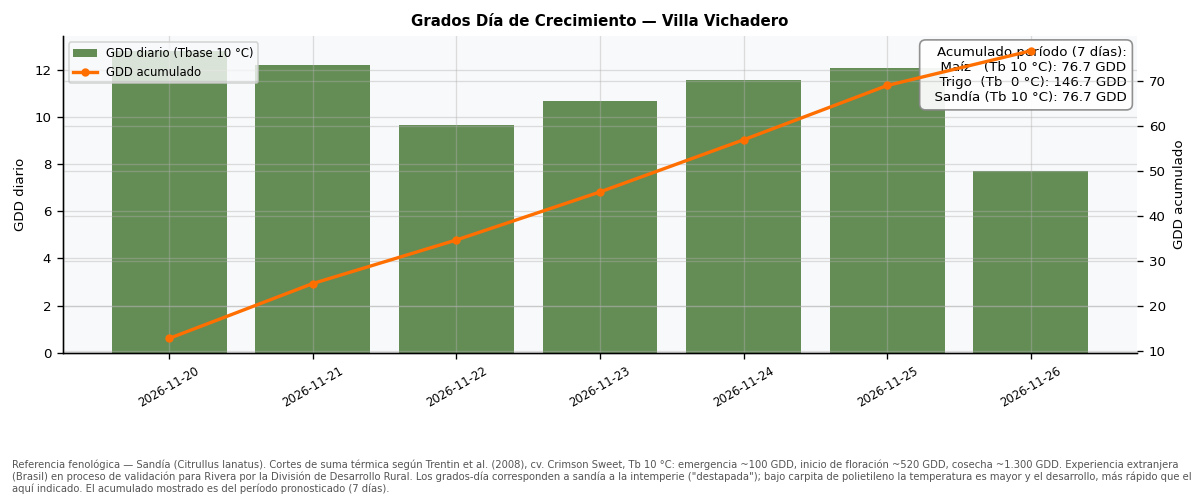 Grados Día de Crecimiento — Villa Vichadero
GDD diario (Tbase 10 °C)
GDD acumulado
Acumulado período (7 días):
Maíz (Tb 10 °C): 76.7 GDD
Trigo (Tb 0 °C): 146.7 GDD
Sandía (Tb 10 °C): 76.7 GDD
GDD diario
12
10
8
6
4
2
0
GDD acumulado
70
60
50
40
30
20
10
2026-11-20
2026-11-21
2026-11-22
2026-11-23
2026-11-24
2026-11-25
2026-11-26
Referencia fenológica — Sandía (Citrullus lanatus). Cortes de suma térmica según Trentin et al. (2008), cv. Crimson Sweet, Tb 10 °C: emergencia ~100 GDD, inicio de floración ~520 GDD, cosecha ~1.300 GDD. Experiencia extranjera
(Brasil) en proceso de validación para Rivera por la División de Desarrollo Rural. Los grados-día corresponden a sandía a la intemperie ("destapada"); bajo carpita de polietileno la temperatura es mayor y el desarrollo, más rápido que el
aquí indicado. El acumulado mostrado es del período pronosticado (7 días).